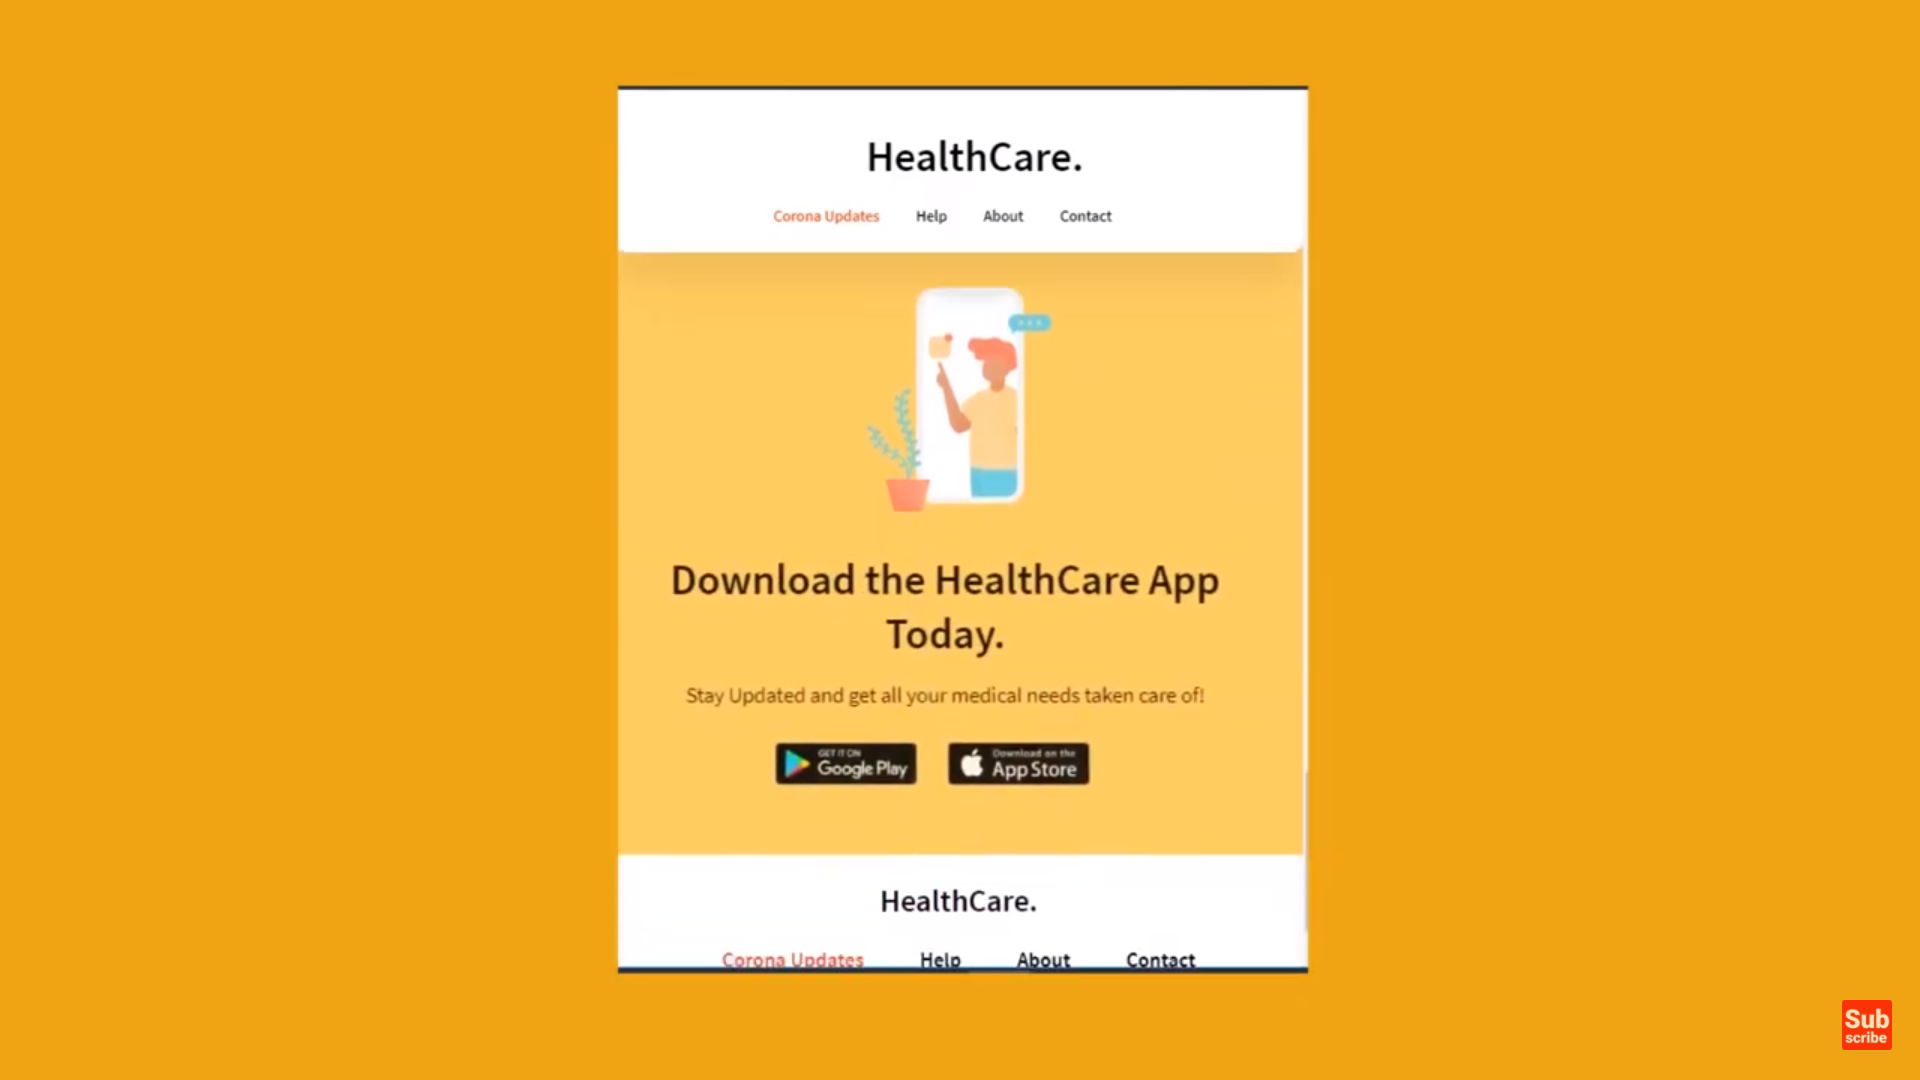 HealthCare.
Corona Updates Help About Contact
Download the HealthCare App
Today.
Stay Updated and get all your medical needs taken care of!
GET IT ON
Google Play
Download on the
App Store
HealthCare.
Corona Updates Help About Contact
Sub
scribe